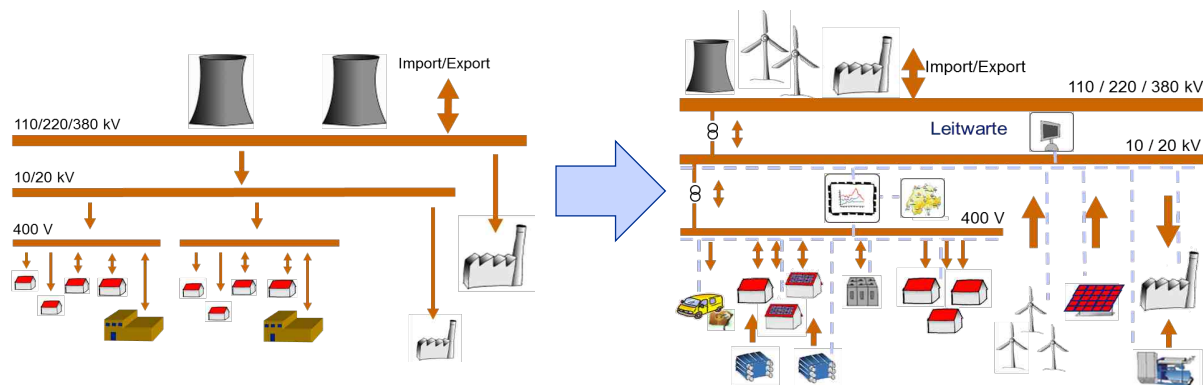 Import/Export
110/220/380 kV
10/20 kV
400 V
Import/Export
110 / 220 / 380 kV
Leitwarte
10 / 20 kV
400 V